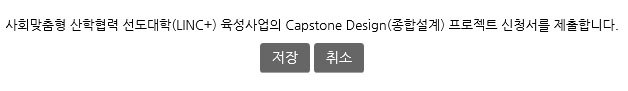 사회맞춤형 산학협력 선도대학(LINC+) 육성사업의 Capstone Design(종합설계) 프로젝트 신청서를 제출합니다.
저장 취소